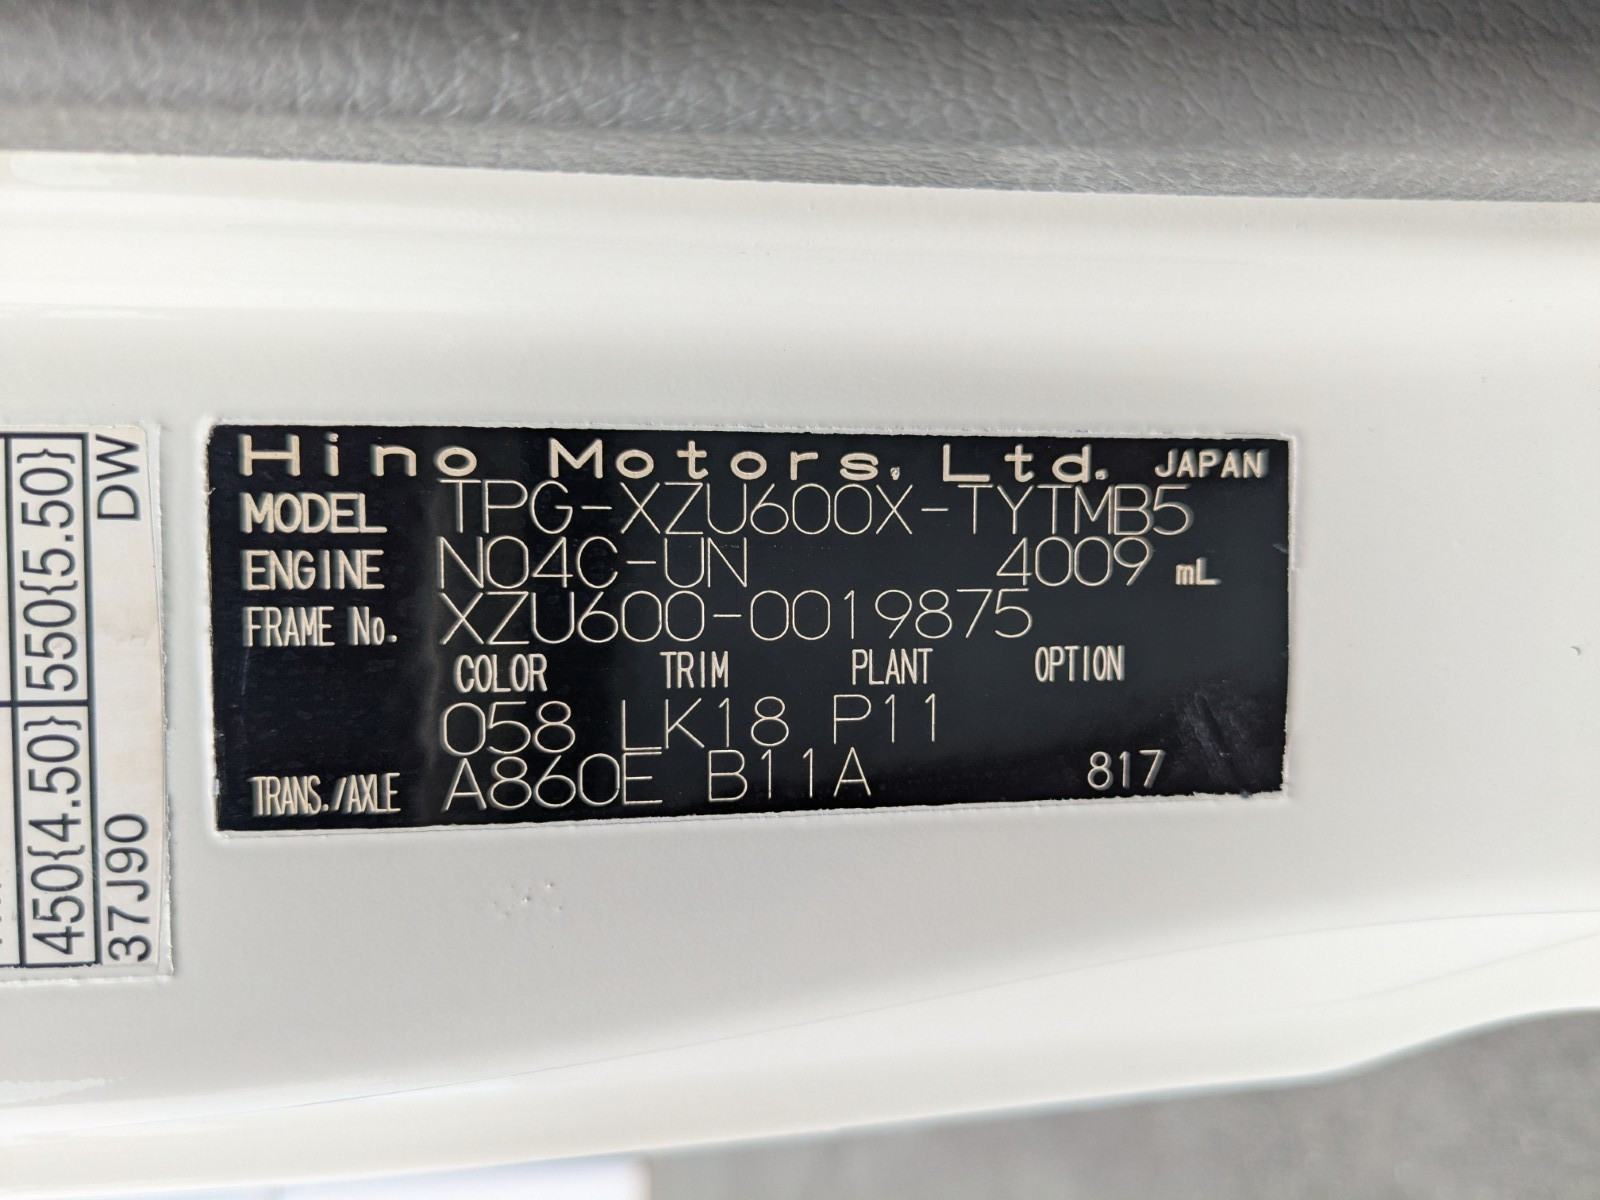 Hino Motors, Ltd. JAPAN
MODEL TPG-XZU600X-TYTMB5
ENGINE N04C-UN 4009 mL
FRAME No. XZU600-0019875
COLOR TRIM PLANT OPTION
058 LK18 P11
TRANS./AXLE A860E B11A 817
450{4.50} 550{5.50}
37J90 DW